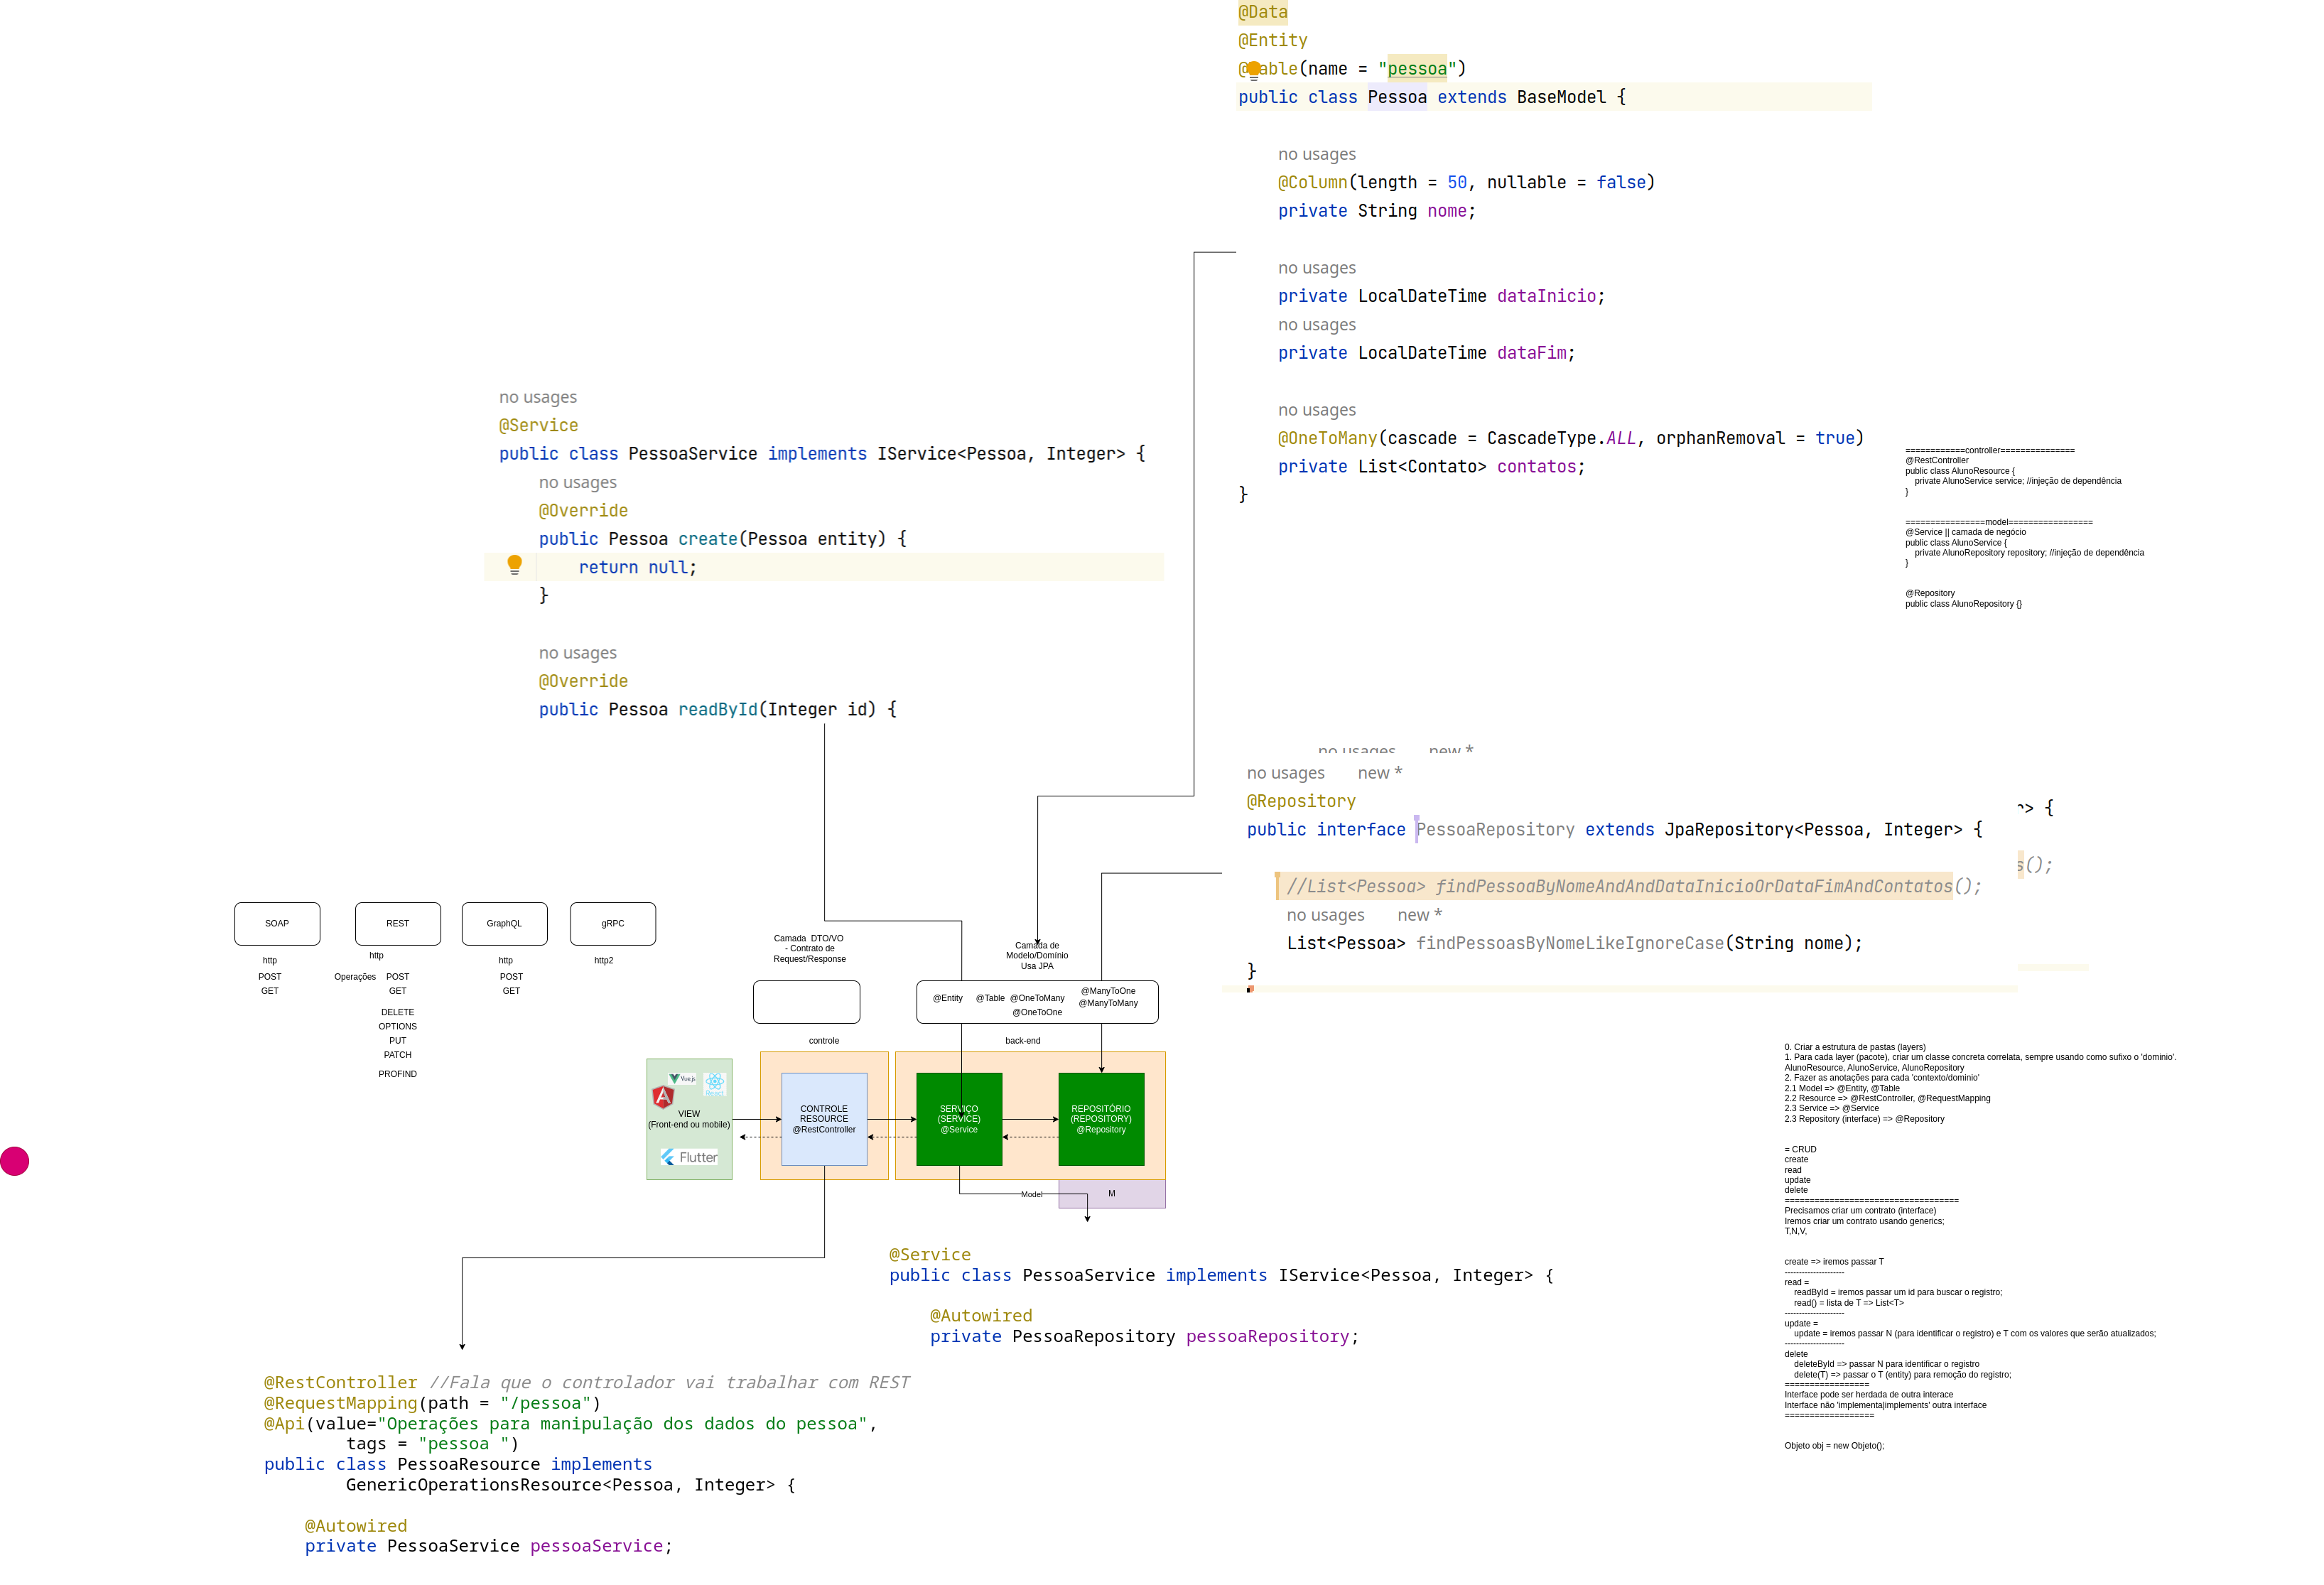 @Data
@Entity
@Table(name = "pessoa")
public class Pessoa extends BaseModel {
no usages
@Column(length = 50, nullable = false)
private String nome;
no usages
private LocalDateTime dataInicio;
no usages
private LocalDateTime dataFim;
no usages
@OneToMany(cascade = CascadeType.ALL, orphanRemoval = true)
private List<Contato> contatos;
}
no usages
@Service
public class PessoaService implements IService<Pessoa, Integer> {
no usages
@Override
public Pessoa create(Pessoa entity) {
return null;
}
no usages
@Override
public Pessoa readById(Integer id) {
============controller===============
@RestController
public class AlunoResource {
private AlunoService service; //injeção de dependência
}
================model=================
@Service || camada de negócio
public class AlunoService {
private AlunoRepository repository; //injeção de dependência
}
@Repository
public class AlunoRepository {}
no usages new *
no usages new *
@Repository
public interface PessoaRepository extends JpaRepository<Pessoa, Integer> {
> {
//List<Pessoa> findPessoaByNomeAndAndDataInicioOrDataFimAndContatos();
s();
no usages new *
List<Pessoa> findPessoasByNomeLikeIgnoreCase(String nome);
}
SOAP
http
POST
GET
REST
http
Operações
POST
GET
DELETE
OPTIONS
PUT
PATCH
PROFIND
GraphQL
http
POST
GET
gRPC
http2
Camada DTO/VO
- Contrato de
Request/Response
Camada de
Modelo/Domínio
Usa JPA
@Entity
@Table
@OneToMany
@OneToOne
@ManyToOne
@ManyToMany
controle
back-end
Vue.js
React
VIEW
(Front-end ou mobile)
Flutter
CONTROLE
RESOURCE
@RestController
SERVIÇO
(SERVICE)
@Service
REPOSITÓRIO
(REPOSITORY)
@Repository
Model
M
@Service
public class PessoaService implements IService<Pessoa, Integer> {
@Autowired
private PessoaRepository pessoaRepository;
@RestController //Fala que o controlador vai trabalhar com REST
@RequestMapping(path = "/pessoa")
@Api(value="Operações para manipulação dos dados do pessoa",
tags = "pessoa ")
public class PessoaResource implements
GenericOperationsResource<Pessoa, Integer> {
@Autowired
private PessoaService pessoaService;
0. Criar a estrutura de pastas (layers)
1. Para cada layer (pacote), criar um classe concreta correlata, sempre usando como sufixo o 'dominio'.
AlunoResource, AlunoService, AlunoRepository
2. Fazer as anotações para cada 'contexto/dominio'
2.1 Model => @Entity, @Table
2.2 Resource => @RestController, @RequestMapping
2.3 Service => @Service
2.3 Repository (interface) => @Repository
= CRUD
create
read
update
delete
===================================
Precisamos criar um contrato (interface)
Iremos criar um contrato usando generics;
T,N,V,
create => iremos passar T
---------------------
read =
readById = iremos passar um id para buscar o registro;
read() = lista de T => List<T>
---------------------
update =
update = iremos passar N (para identificar o registro) e T com os valores que serão atualizados;
---------------------
delete
deleteById => passar N para identificar o registro
delete(T) => passar o T (entity) para remoção do registro;
=================
Interface pode ser herdada de outra interace
Interface não 'implementa|implements' outra interface
==================
Objeto obj = new Objeto();